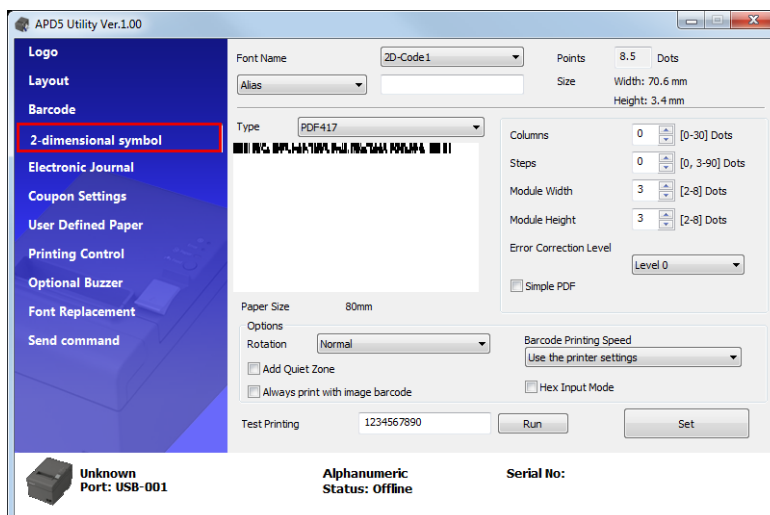 APD5 Utility Ver.1.00
Logo
Layout
Barcode
2-dimensional symbol
Electronic Journal
Coupon Settings
User Defined Paper
Printing Control
Optional Buzzer
Font Replacement
Send command
Font Name 2D-Code1 Points 8.5 Dots
Alias Size Width: 70.6 mm
Height: 3.4 mm
Type PDF417
Columns 0 [0-30] Dots
Steps 0 [0, 3-90] Dots
Module Width 3 [2-8] Dots
Module Height 3 [2-8] Dots
Error Correction Level
Level 0
Simple PDF
Paper Size 80mm
Options
Rotation Normal
Add Quiet Zone
Always print with image barcode
Barcode Printing Speed
Use the printer settings
Hex Input Mode
Test Printing 1234567890 Run Set
Unknown Alphanumeric Serial No:
Port: USB-001 Status: Offline